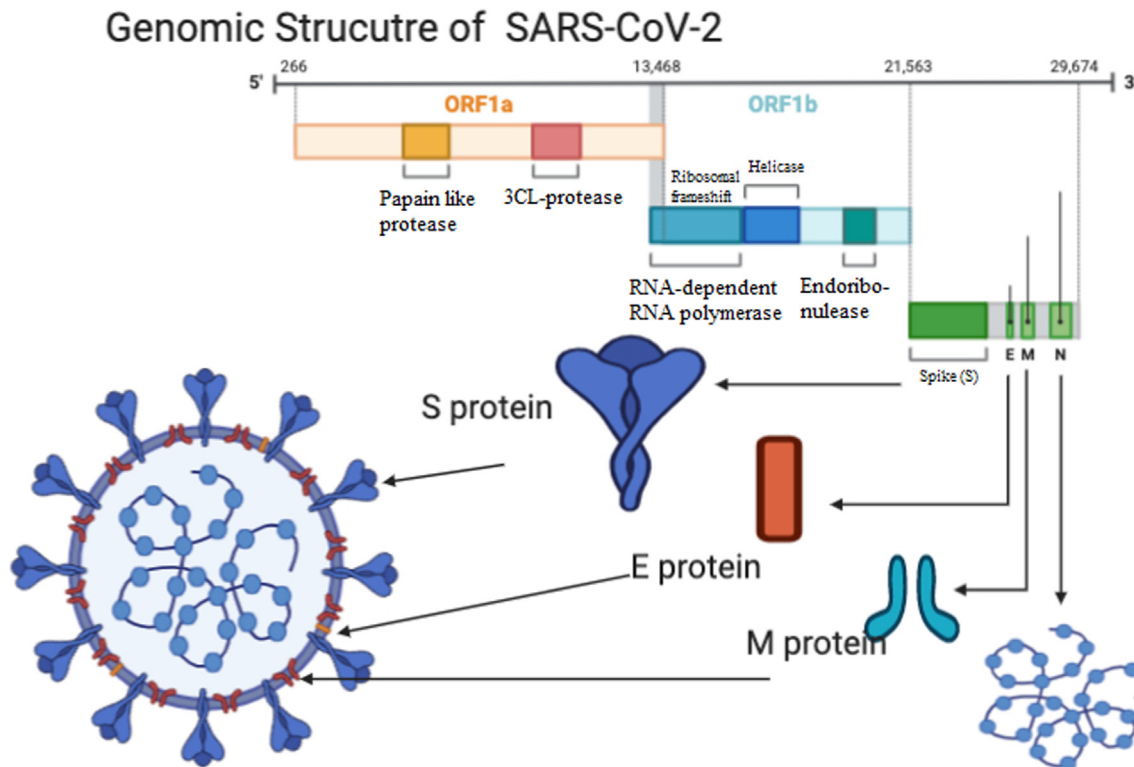 Genomic Strucutre of SARS-CoV-2
5' 266 13,468 21,563 29,674 3
ORF1a ORF1b
Papain like
protease
3CL-protease
Ribosomal
frameshift
Helicase
RNA-dependent
RNA polymerase
Endoribo-
nulease
Spike (S)
E M N
S protein
E protein
M protein